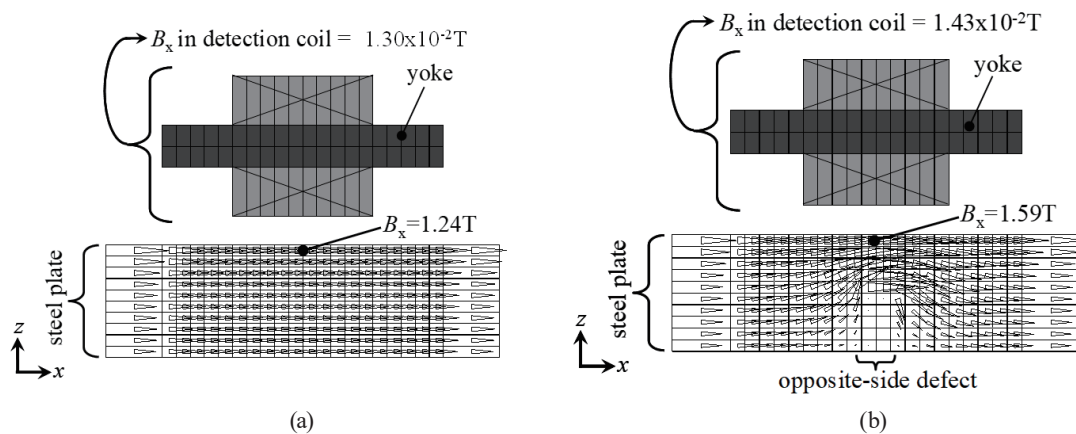 Bx in detection coil = 1.30x10-2T
yoke
Bx=1.24T
steel plate
z
x
(a)
Bx in detection coil = 1.43x10-2T
yoke
Bx=1.59T
steel plate
z
x
opposite-side defect
(b)